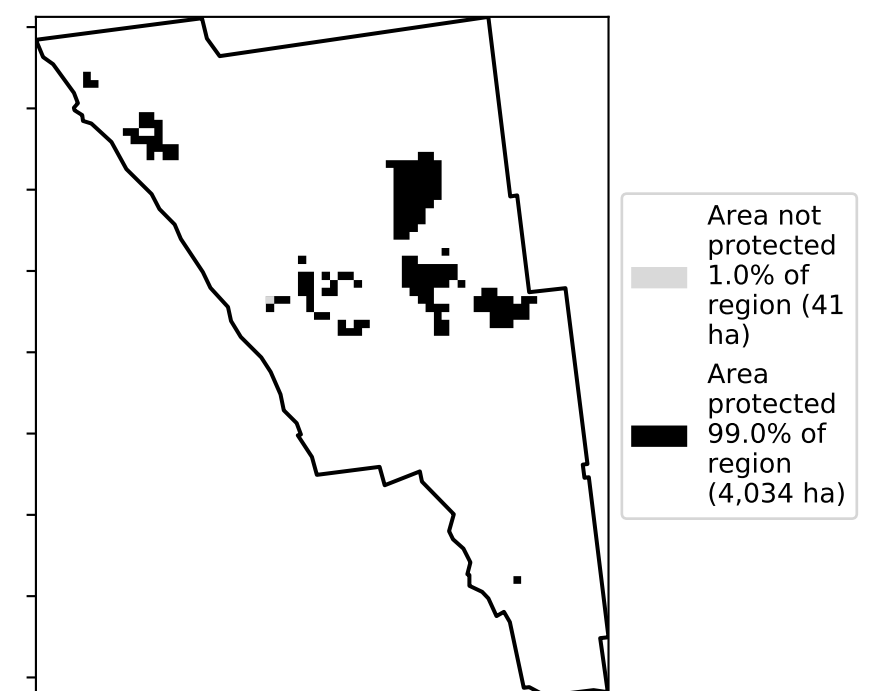 Area not
protected
1.0% of
region (41
ha)
Area
protected
99.0% of
region
(4,034 ha)